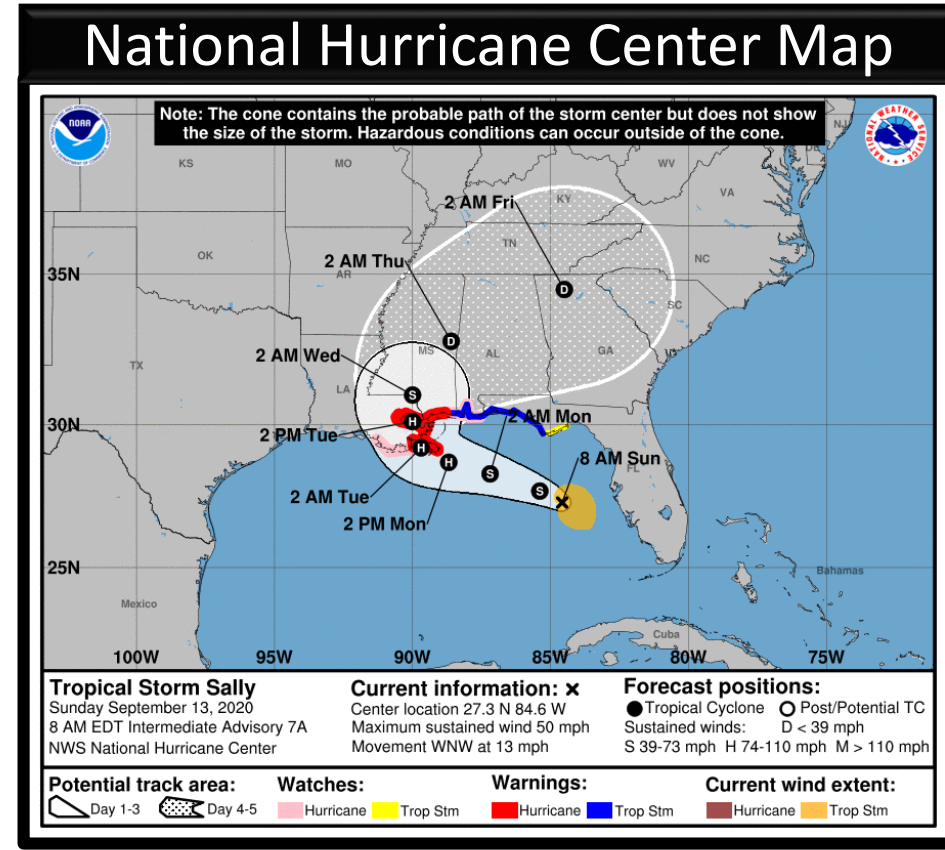 National Hurricane Center Map
Note: The cone contains the probable path of the storm center but does not show
the size of the storm. Hazardous conditions can occur outside of the cone.
NOAA
NATIONAL WEATHER SERVICE
NJ
DE
KS
MO
WV
VA
KY
2 AM Fri
TN
OK
NC
2 AM Thu
AR
35N
D
SC
D
2 AM Wed
MS
AL
GA
TX
LA
S
30N
H
2 AM Mon
2 PM Tue
H
8 AM Sun
H
S
FL
S
2 AM Tue
2 PM Mon
25N
Bahamas
Mexico
Cuba
100W
95W
90W
85W
80W
75W
Tropical Storm Sally
Sunday September 13, 2020
8 AM EDT Intermediate Advisory 7A
NWS National Hurricane Center
Current information: x
Center location 27.3 N 84.6 W
Maximum sustained wind 50 mph
Movement WNW at 13 mph
Forecast positions:
Tropical Cyclone Post/Potential TC
Sustained winds: D < 39 mph
S 39-73 mph H 74-110 mph M > 110 mph
Potential track area:
Day 1-3 Day 4-5
Watches:
Hurricane Trop Stm
Warnings:
Hurricane Trop Stm
Current wind extent:
Hurricane Trop Stm